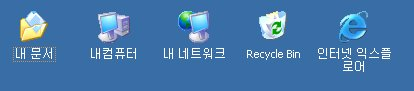 내 문서
내컴퓨터
내 네트워크
Recycle Bin
인터넷 익스플
로어